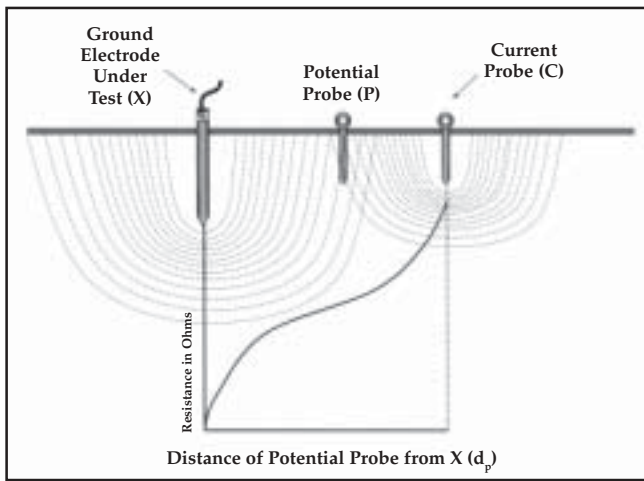 Ground
Electrode
Under
Test (X)
Potential
Probe (P)
Current
Probe (C)
Resistance in Ohms
Distance of Potential Probe from X (dp)